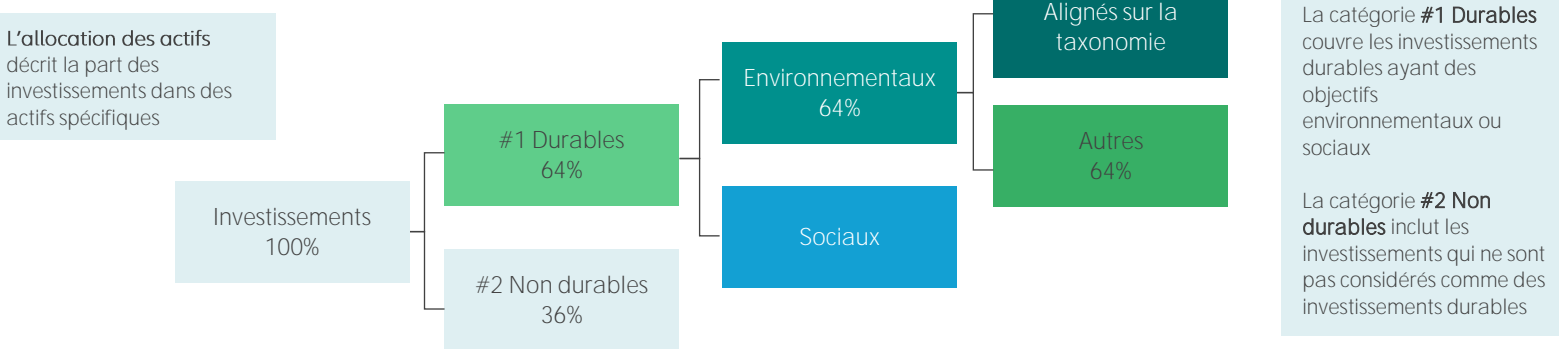 L'allocation des actifs
décrit la part des
investissements dans des
actifs spécifiques
Investissements
100%
#1 Durables
64%
#2 Non durables
36%
Environnementaux
64%
Sociaux
Alignés sur la
taxonomie
Autres
64%
La catégorie #1 Durables
couvre les investissements
durables ayant des
objectifs
environnementaux ou
sociaux
La catégorie #2 Non
durables inclut les
investissements qui ne sont
pas considérés comme des
investissements durables